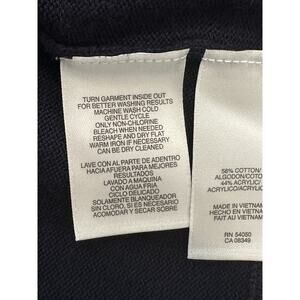 TURN GARMENT INSIDE OUT
FOR BETTER WASHING RESULTS
MACHINE WASH COLD
GENTLE CYCLE
ONLY NON-CHLORINE
BLEACH WHEN NEEDED
RESHAPE AND DRY FLAT
WARM IRON IF NECESSARY
CAN BE DRY CLEANED
LAVE CON AL PARTE DE ADENTRO
HACIA AFUERA PARA MEJORES
RESULTADOS
LAVADO A MAQUINA
CON AGUA FRIA
CICLO DELICADO
SOLAMENTE BLANQUEADOR
SIN CLORO, SI ES NECESARIO
ACOMODAR Y SECAR SOBRE
56% COTTON/
ALGODON/COTO
44% ACRYLIC/
ACRYLICO/ACRYLIC
MADE IN VIETNAM
HECHO EN VIETNAM
FAIT AU VIETNAM
RN 54050
CA 08349